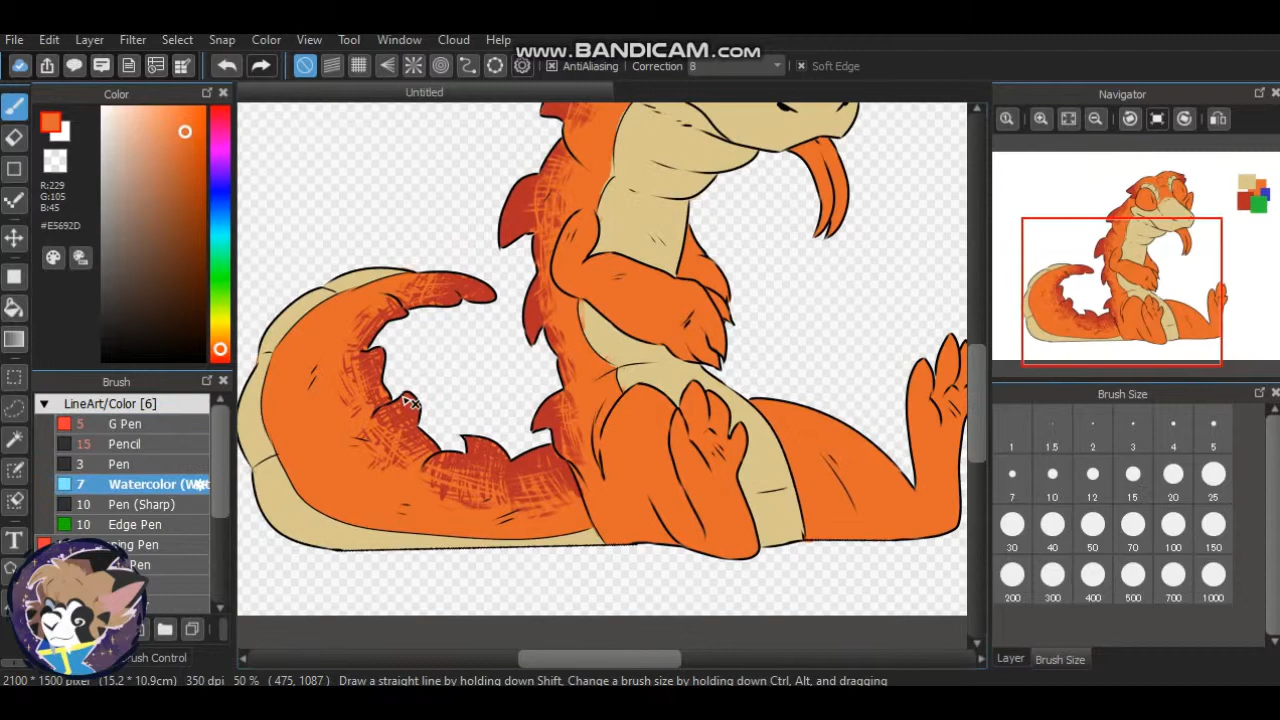 File Edit Layer Filter Select Snap Color View Tool Window Cloud Help
www.BANDICAM.com
AntiAliasing Correction 8 Soft Edge
Color
Untitled
Navigator
R:229
G:105
B:45
#E5692D
Brush
LineArt/Color [6]
5 G Pen
15 Pencil
3 Pen
7 Watercolor
10 Pen (Sharp)
10 Edge Pen
Pen
Pen
Brush Control
Brush Size
1 1.5 2 3 4 5
7 10 12 15 20 25
30 40 50 70 100 150
200 300 400 500 700 1000
Layer Brush Size
2100 * 1500 pixel (15.2 * 10.9cm) 350 dpi 50 % ( 475, 1087 ) Draw a straight line by holding down Shift, Change a brush size by holding down Ctrl, Alt, and dragging